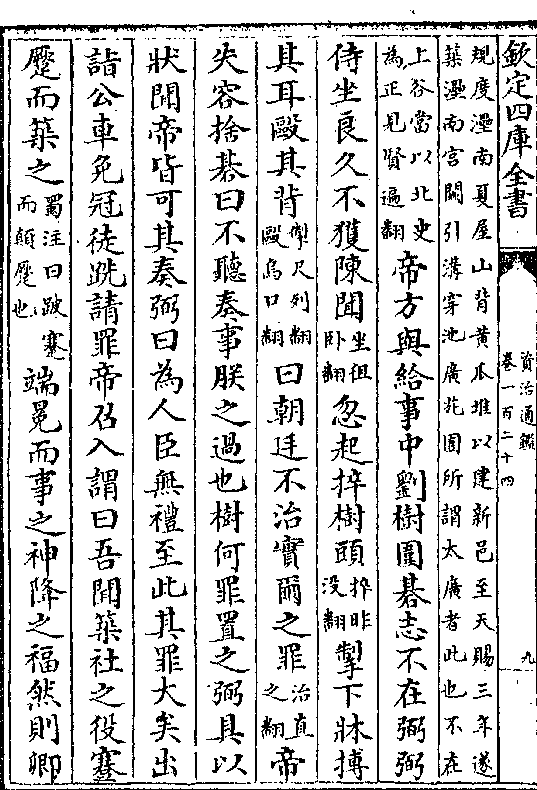 欽定四庫全書
資治通鑑
卷一百二十四
九
規度灅南夏屋山背黄瓜堆以建新邑至天賜三年遂
築灅南宫闕引溝穿池廣苑囿所謂太廣者此也不在
上谷當以北史
為正見賢遍翻
帝方與給事中劉樹圍碁志不在弼弼
侍坐良久不獲陳聞
坐徂
卧翻
忽起捽樹頭
捽昨
没翻
掣下牀搏
其耳毆其背
掣尺列翻
毆烏口翻
曰朝廷不治實爾之罪
治直
之翻
帝
失容捨碁曰不聽奏事朕之過也樹何罪置之弼具以
狀聞帝皆可其奏弼曰為人臣無禮至此其罪大矣出
詣公車免冠徒跣請罪帝召入謂曰吾聞築社之役蹇
蹷而築之
蜀注曰跛蹇
而顛蹷也
端冕而事之神降之福然則卿